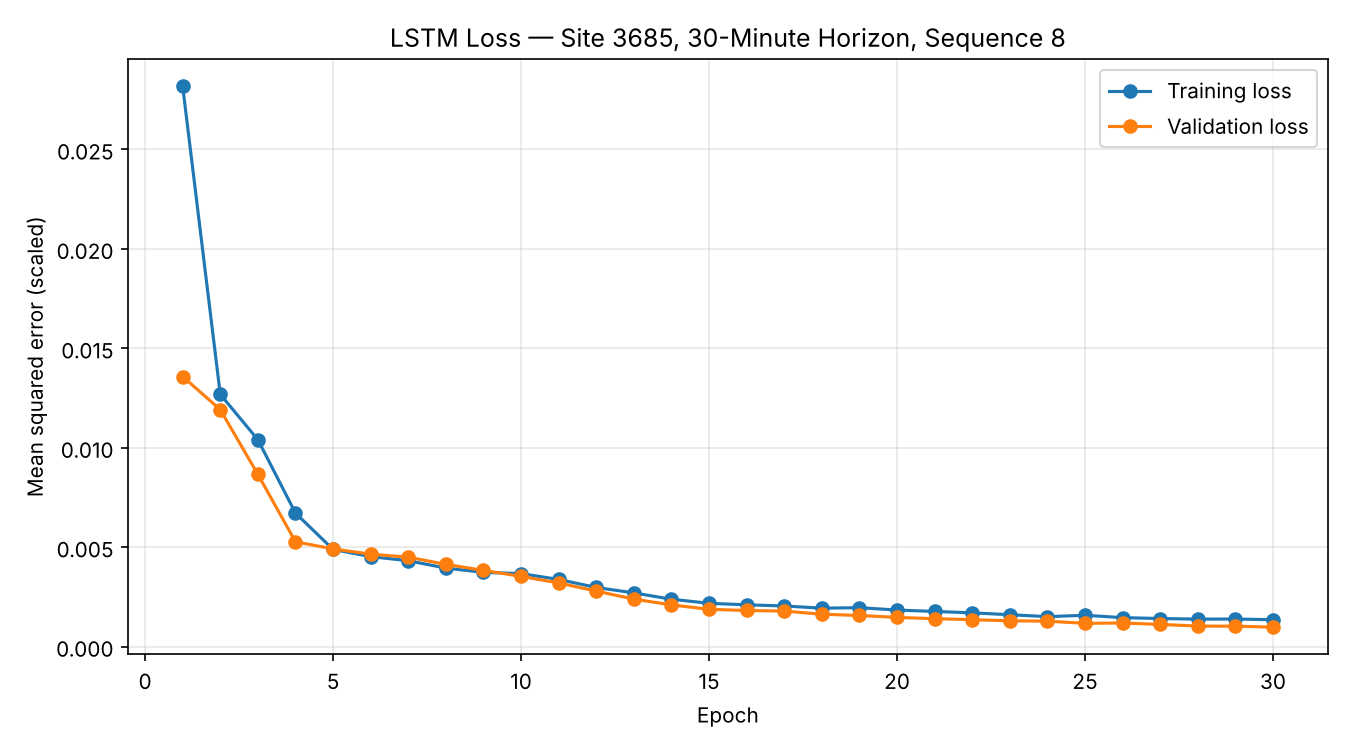 LSTM Loss — Site 3685, 30-Minute Horizon, Sequence 8
Training loss
Validation loss
Mean squared error (scaled)
0.025
0.020
0.015
0.010
0.005
0.000
0 5 10 15 20 25 30
Epoch